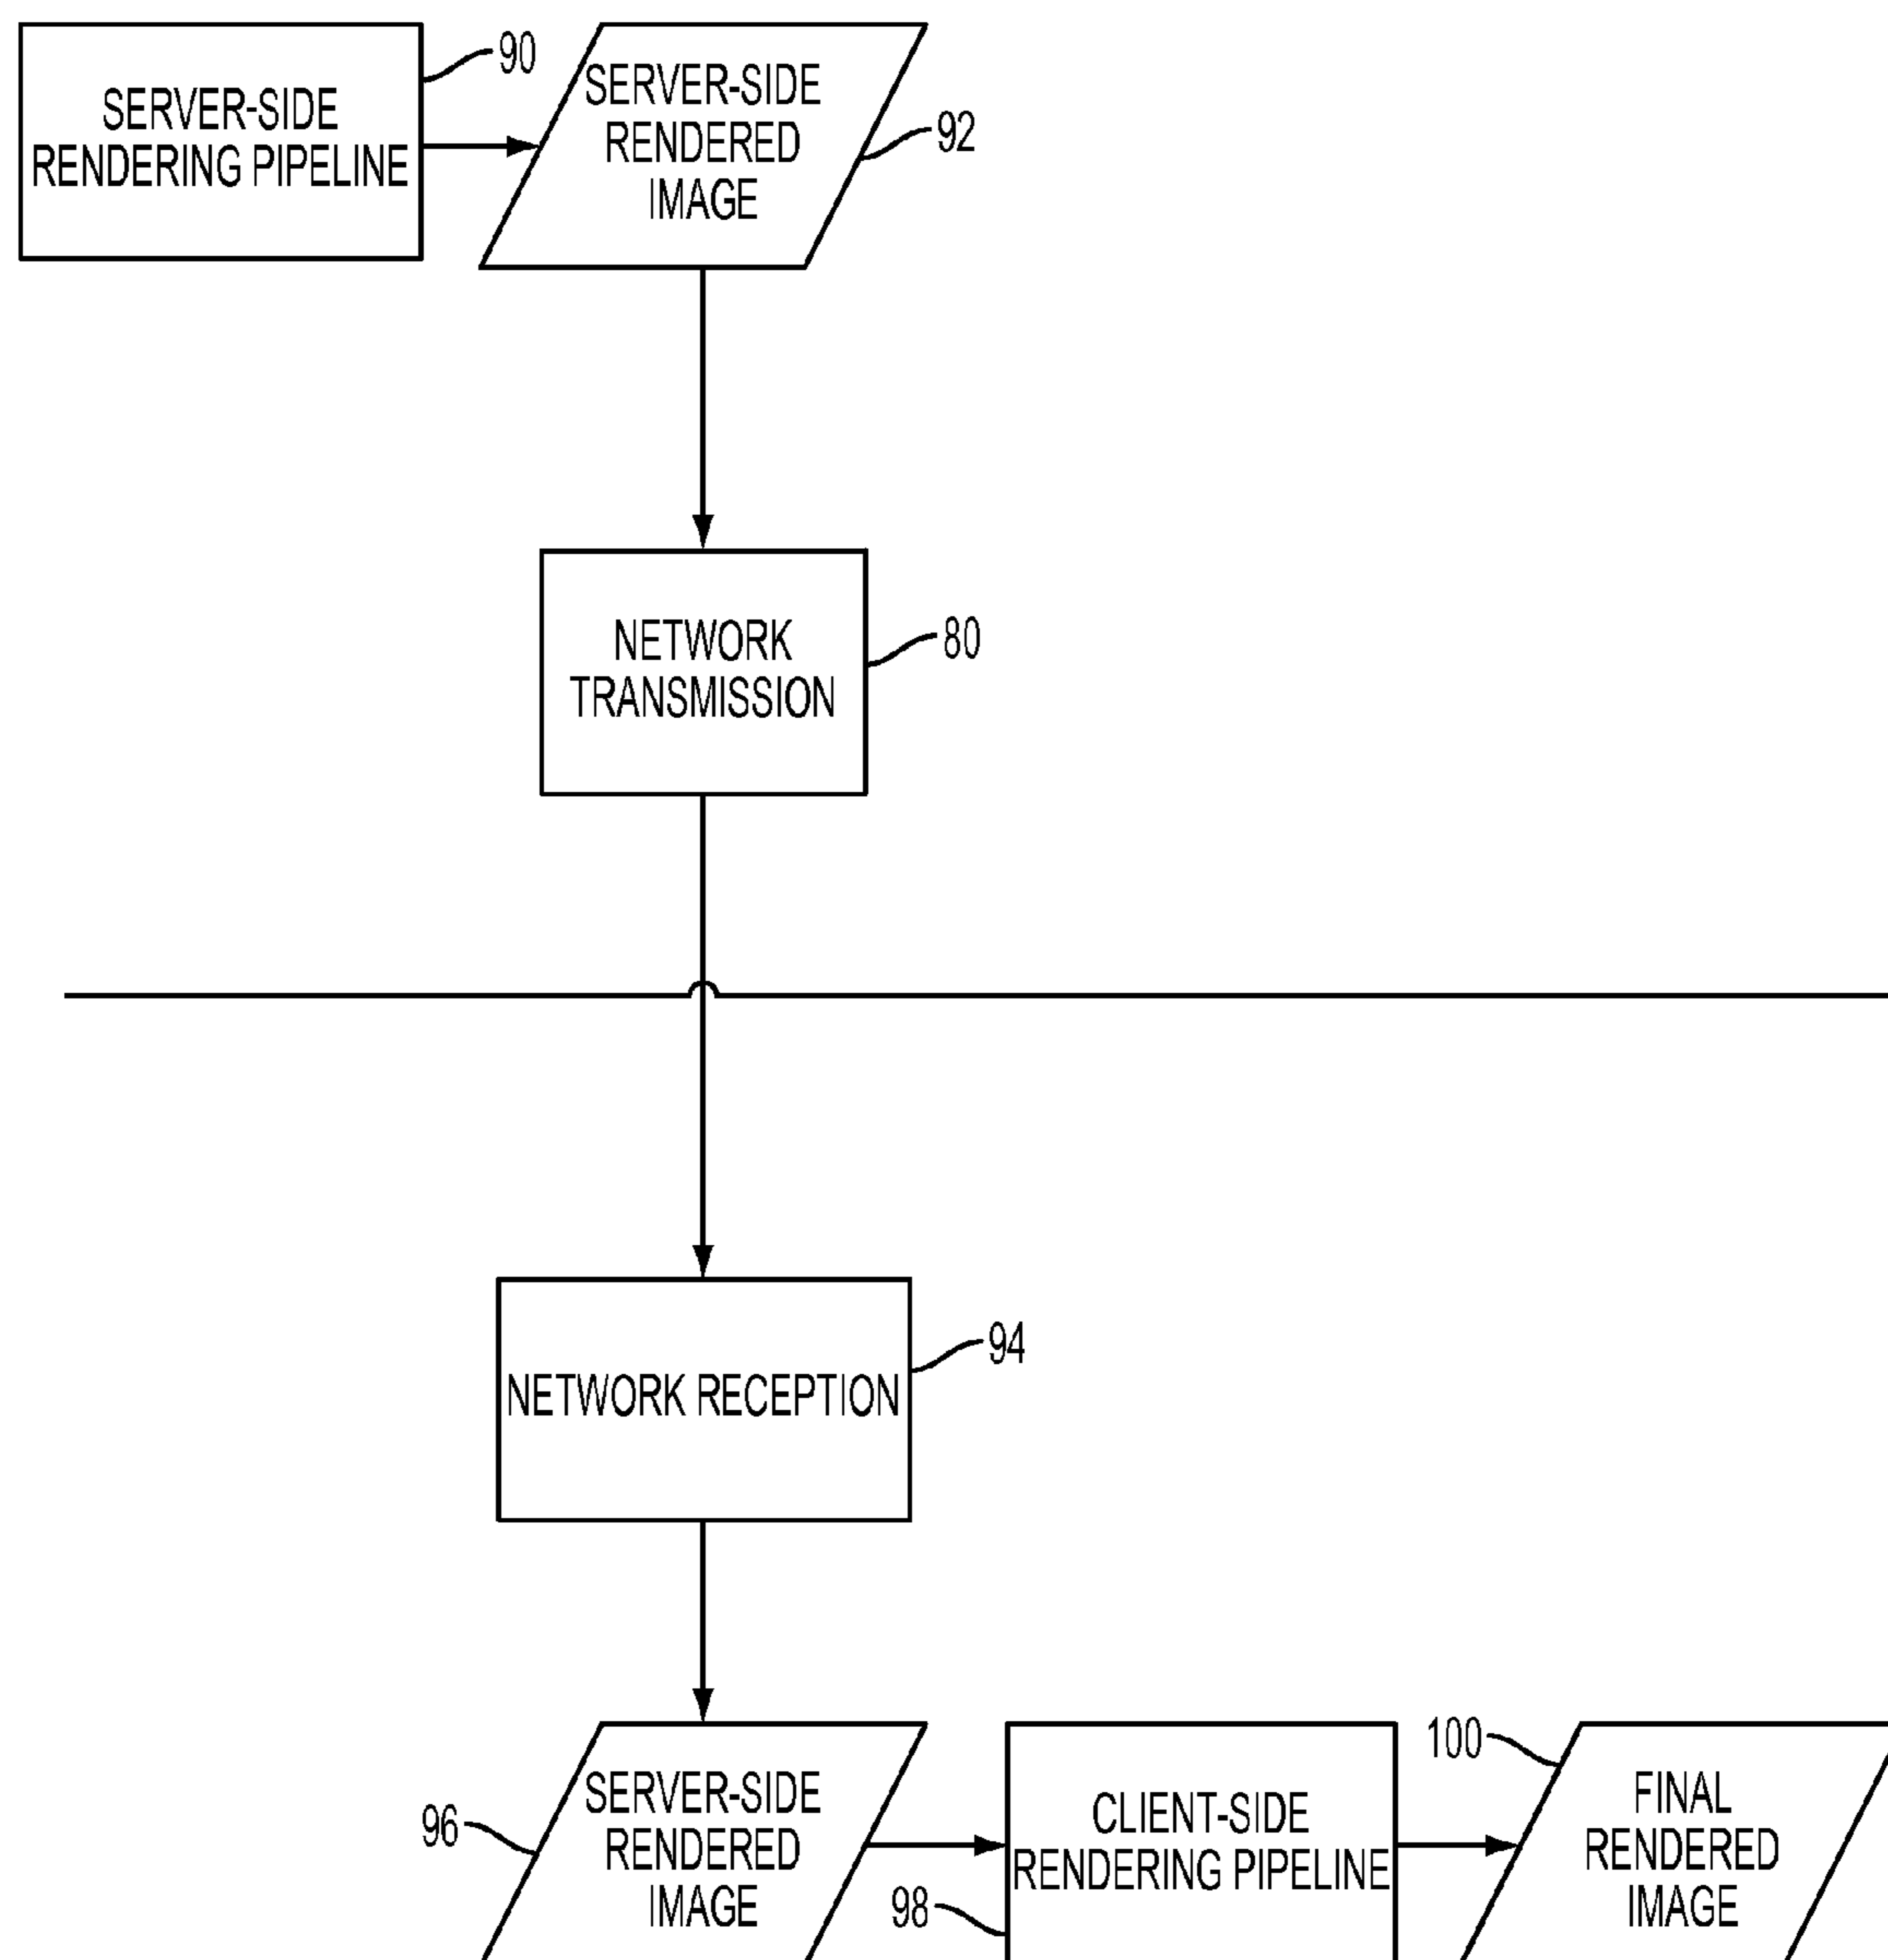 SERVER-SIDE
RENDERING PIPELINE
90
SERVER-SIDE
RENDERED
IMAGE
92
NETWORK
TRANSMISSION
80
NETWORK RECEPTION
94
SERVER-SIDE
RENDERED
IMAGE
96
CLIENT-SIDE
RENDERING PIPELINE
98
FINAL
RENDERED
IMAGE
100